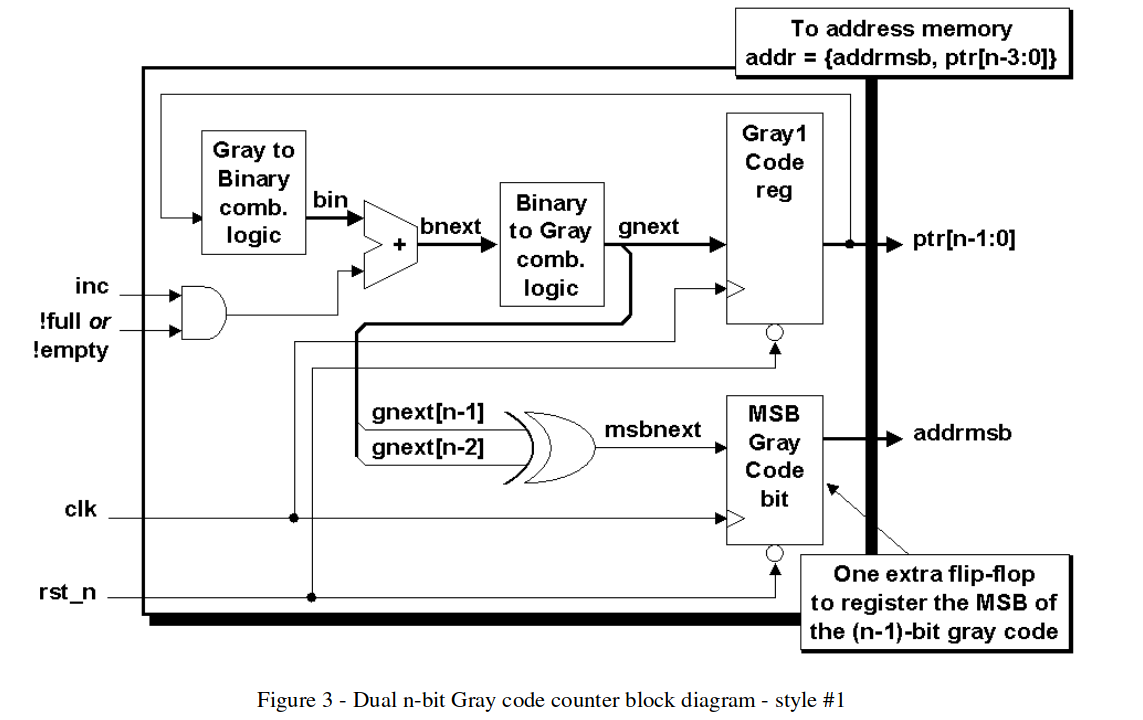 To address memory
addr = {addrmsb, ptr[n-3:0]}
Gray to
Binary
comb.
logic
bin
+
bnext
Binary
to Gray
comb.
logic
gnext
Gray1
Code
reg
ptr[n-1:0]
inc
!full or
!empty
gnext[n-1]
gnext[n-2]
msbnext
MSB
Gray
Code
bit
addrmsb
clk
rst_n
One extra flip-flop
to register the MSB of
the (n-1)-bit gray code
Figure 3 - Dual n-bit Gray code counter block diagram - style #1